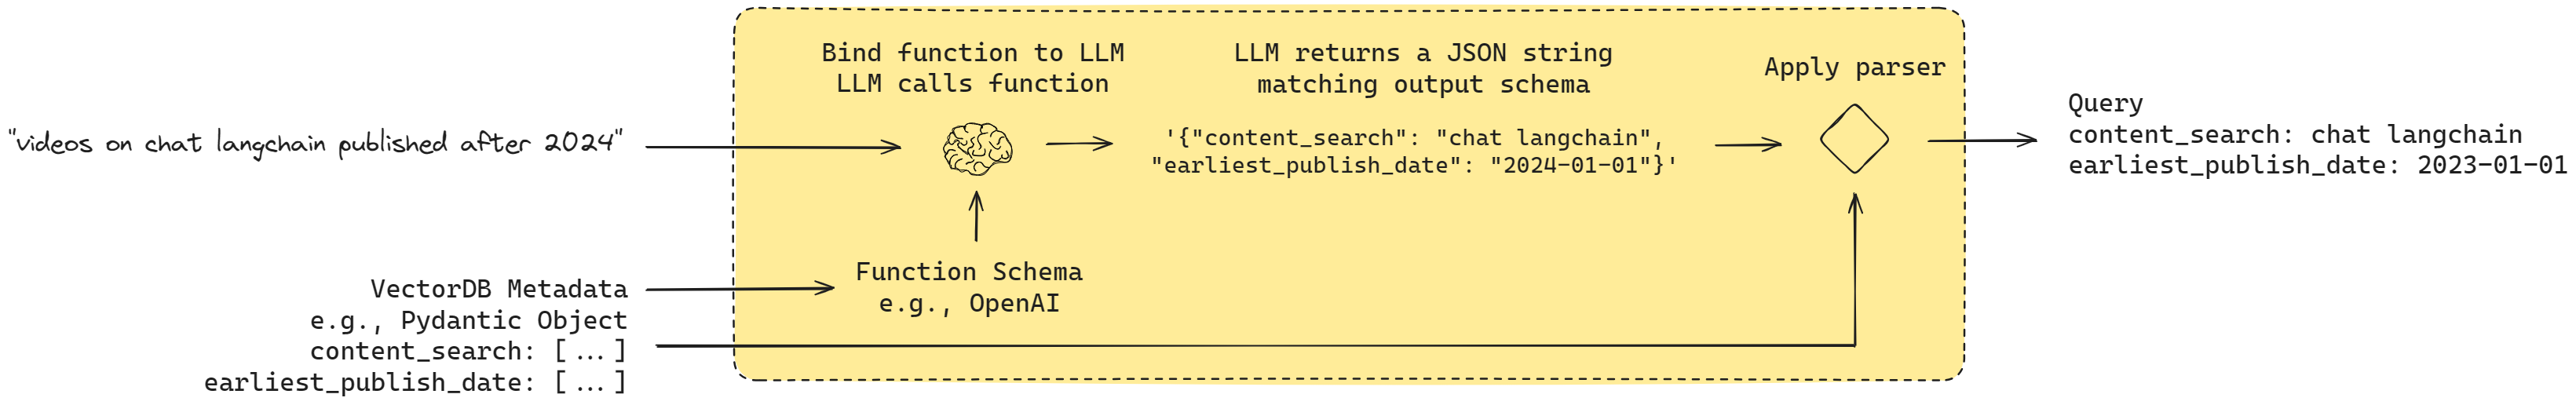 "videos on chat langchain published after 2024"
VectorDB Metadata
e.g., Pydantic Object
content_search: [...]
earliest_publish_date: [...]
Bind function to LLM
LLM calls function
Function Schema
e.g., OpenAI
LLM returns a JSON string
matching output schema
'{"content_search": "chat langchain",
"earliest_publish_date": "2024-01-01"}'
Apply parser
Query
content_search: chat langchain
earliest_publish_date: 2023-01-01